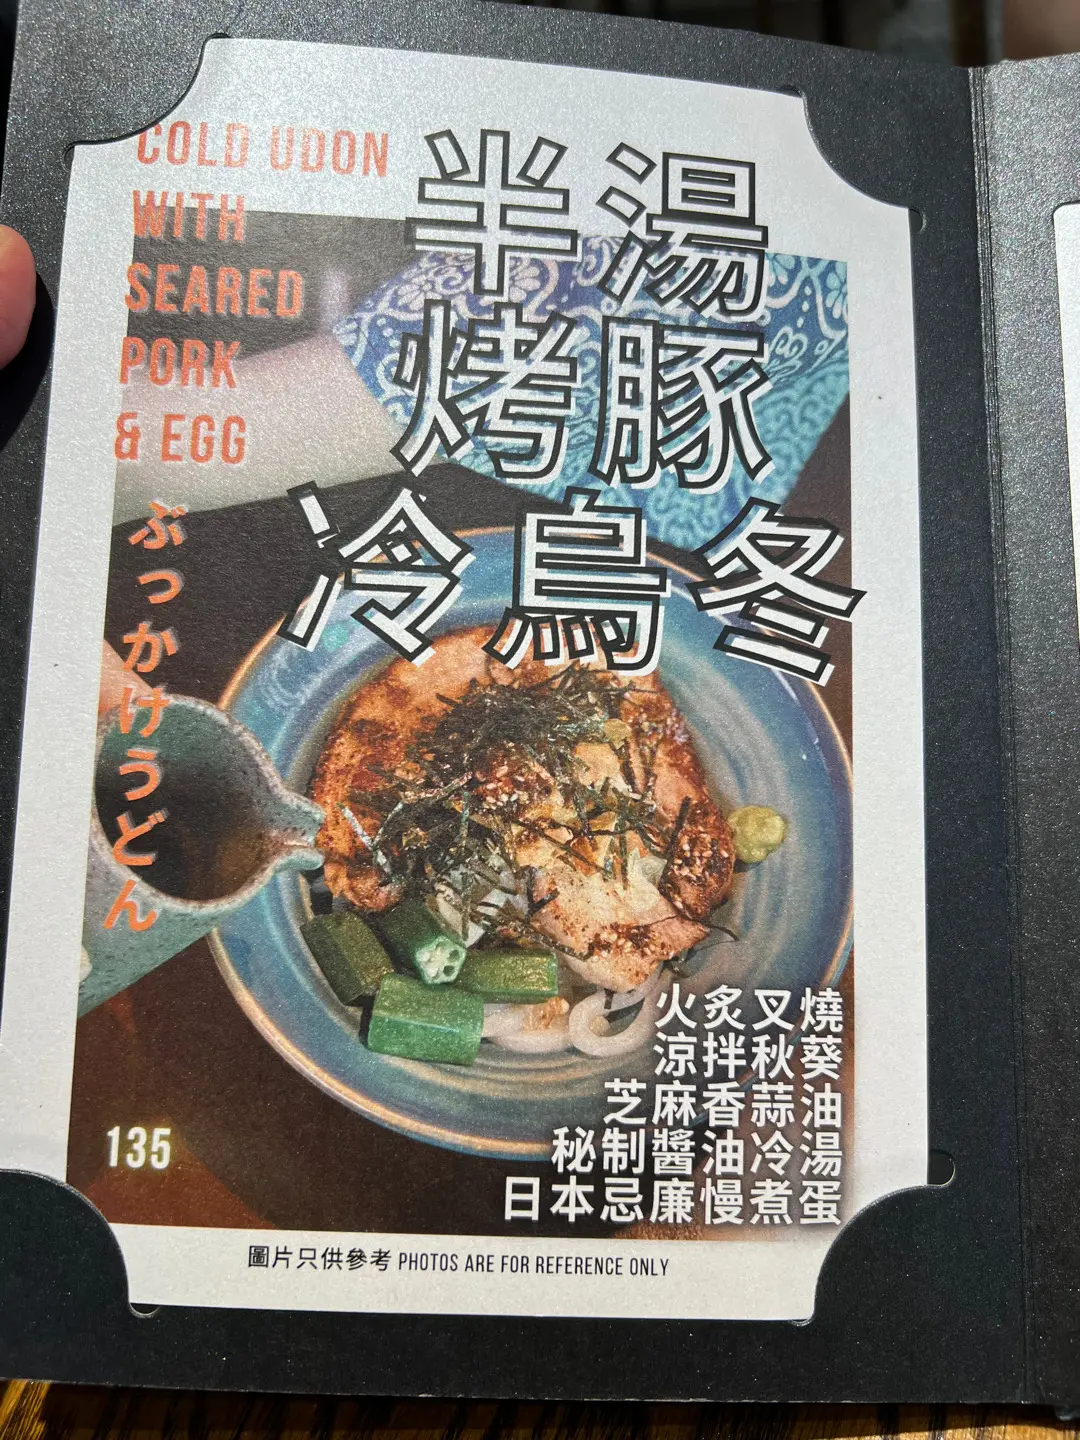 COLD UDON
WITH
SEARED
PORK
& EGG
ぶっかけうどん
半湯
烤豚
冷烏冬
火炙叉燒
涼拌秋葵
芝麻香蒜油
秘制醬油冷湯
日本忌廉慢煮蛋
135
圖片只供參考 PHOTOS ARE FOR REFERENCE ONLY